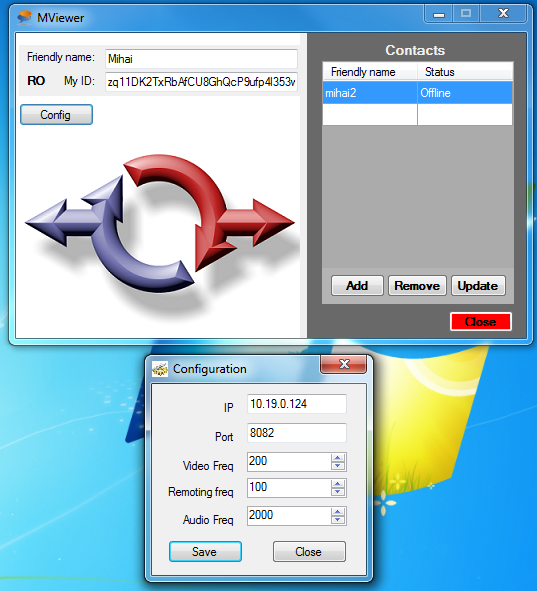 MViewer
Friendly name: Mihai
RO My ID:
Config
Contacts
Friendly name Status
mihai2 Offline
Add Remove Update
Close
Configuration
IP 10.19.0.124
Port 8082
Video Freq 200
Remoting freq 100
Audio Freq 2000
Save Close